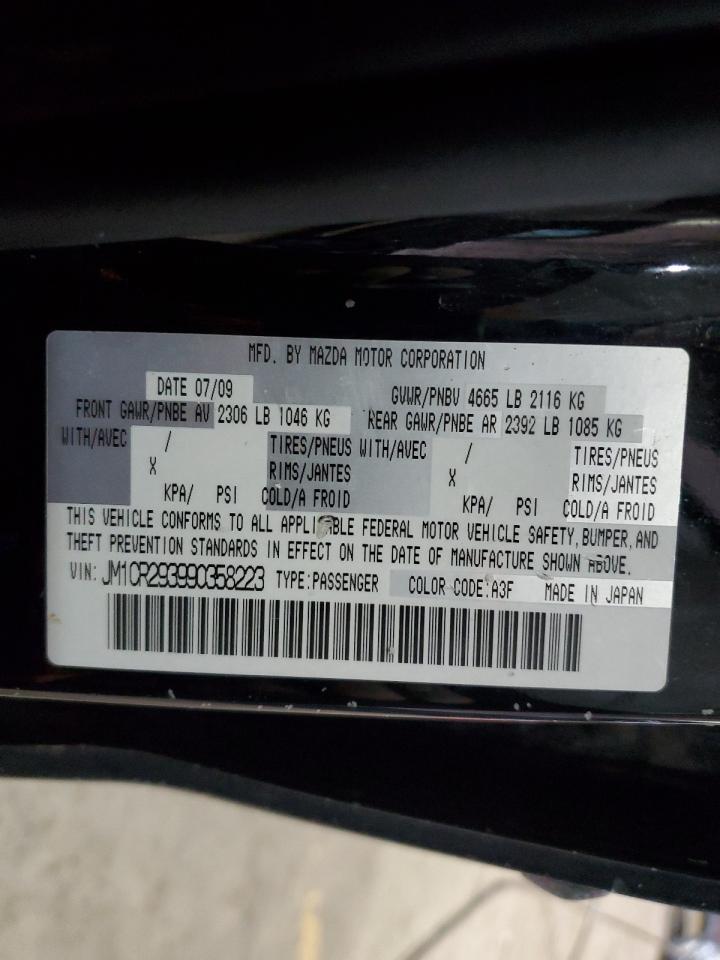 MFD. BY MAZDA MOTOR CORPORATION
DATE 07/09 GVWR/PNBV 4665 LB 2116 KG
FRONT GAWR/PNBE AV 2306 LB 1046 KG REAR GAWR/PNBE AR 2392 LB 1085 KG
WITH/AVEC / TIRES/PNEUS WITH/AVEC / TIRES/PNEUS
X RIMS/JANTES X RIMS/JANTES
KPA/ PSI COLD/A FROID KPA/ PSI COLD/A FROID
THIS VEHICLE CONFORMS TO ALL APPLICABLE FEDERAL MOTOR VEHICLE SAFETY, BUMPER, AND
THEFT PREVENTION STANDARDS IN EFFECT ON THE DATE OF MANUFACTURE SHOWN ABOVE.
VIN: JM1CR293990358223 TYPE:PASSENGER COLOR CODE:A3F MADE IN JAPAN